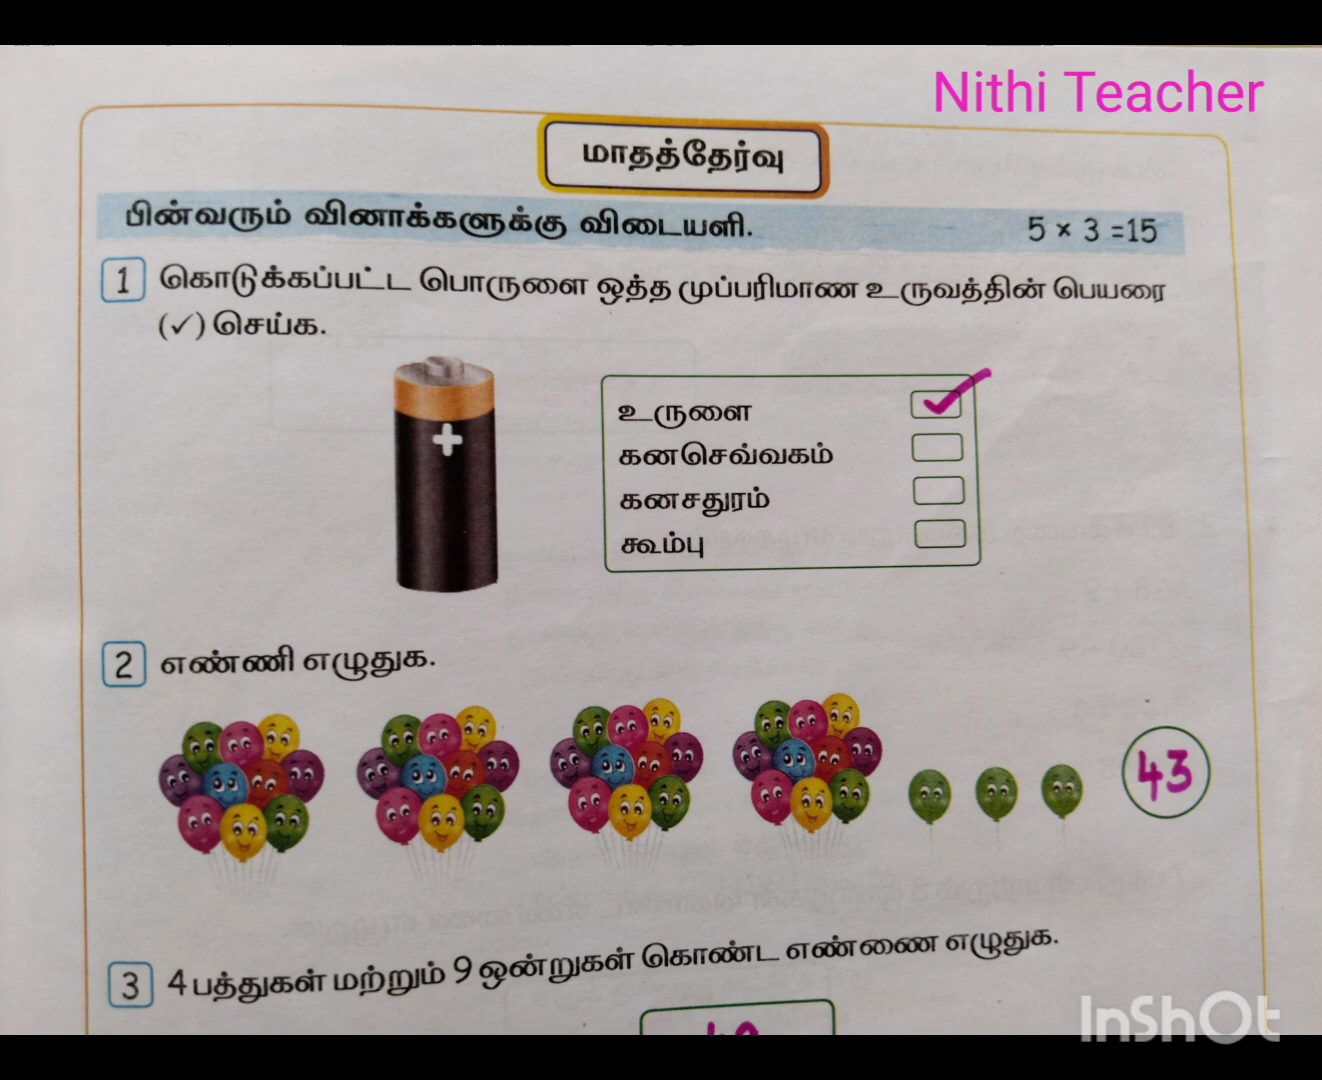 Nithi Teacher
மாதத்தேர்வு
பின்வரும் வினாக்களுக்கு விடையளி. 5 × 3 =15
1 கொடுக்கப்பட்ட பொருளை ஒத்த முப்பரிமாண உருவத்தின் பெயரை
(✓) செய்க.
+
உருளை ✓
கனசெவ்வகம்
கனசதுரம்
கூம்பு
2 எண்ணி எழுதுக.
43
3 4 பத்துகள் மற்றும் 9 ஒன்றுகள் கொண்ட எண்ணை எழுதுக.
InShOt